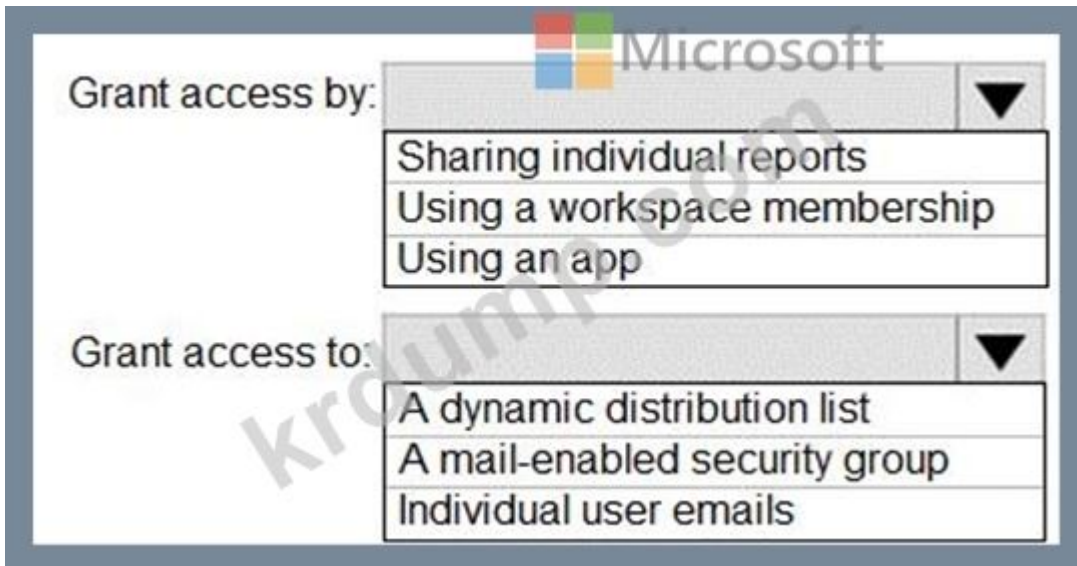 Microsoft
Grant access by:
Sharing individual reports
Using a workspace membership
Using an app
Grant access to:
A dynamic distribution list
A mail-enabled security group
Individual user emails
krdump.com